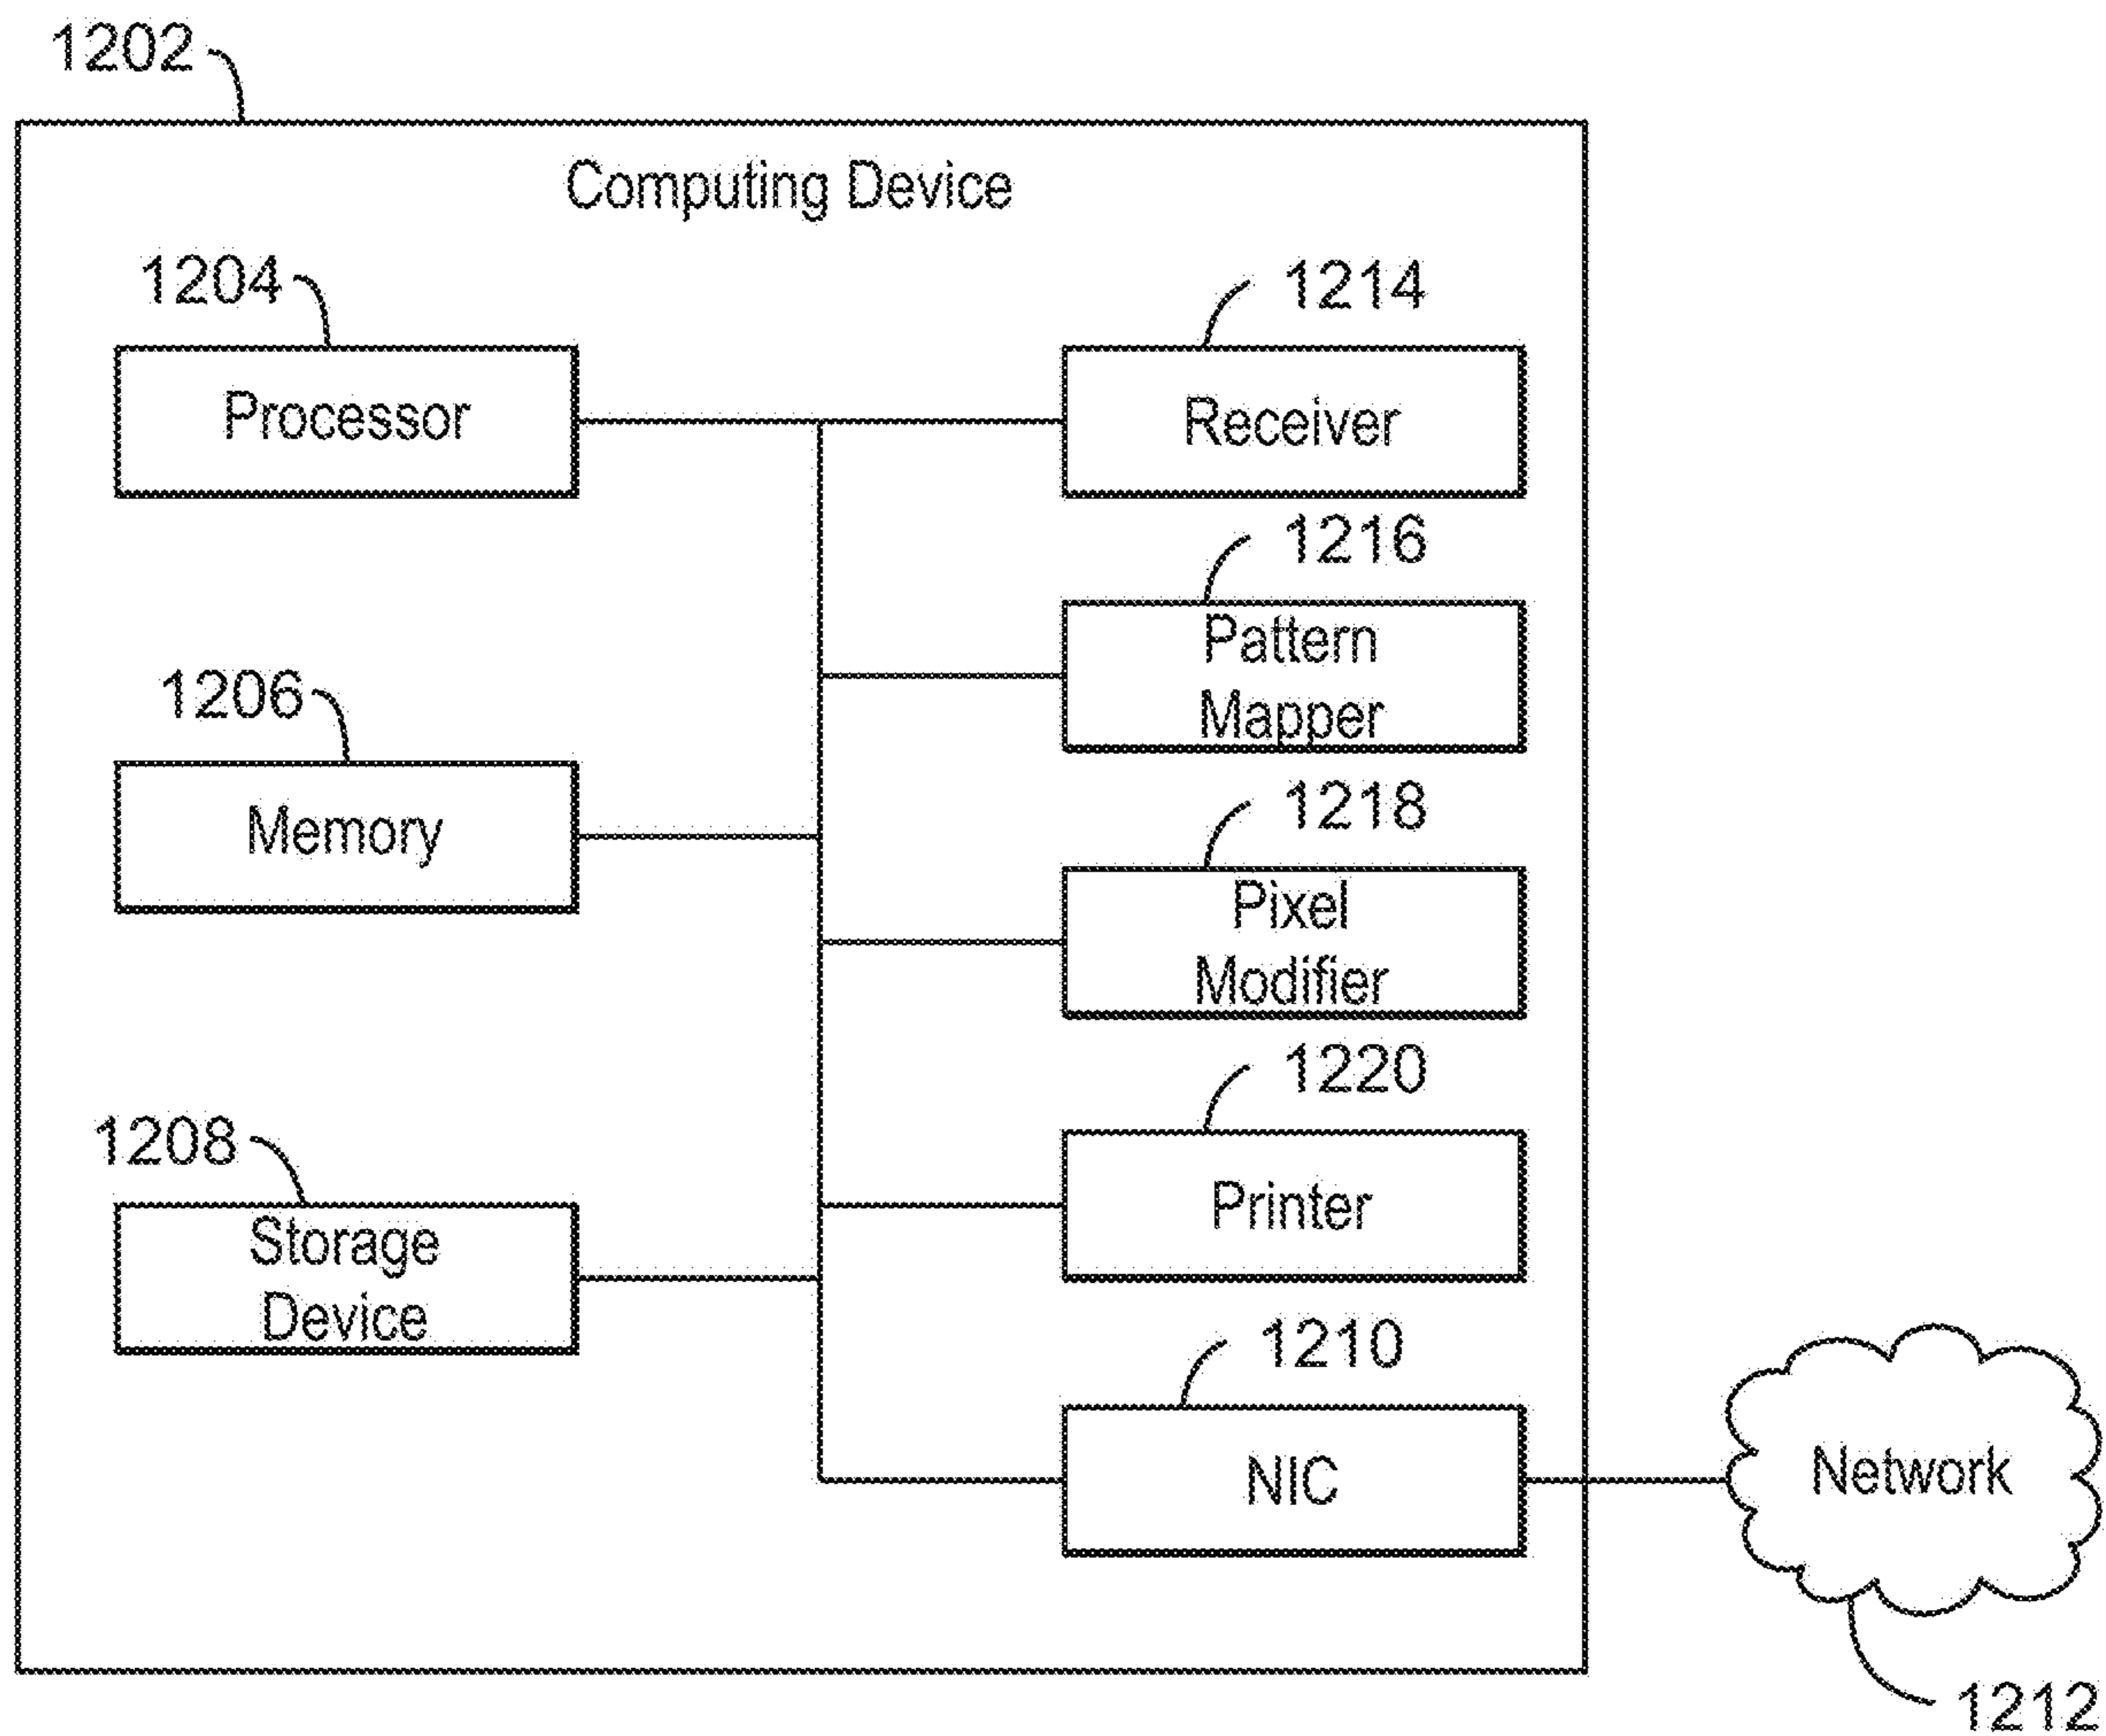 1202
Computing Device
1204
Processor
1214
Receiver
1216
Pattern
Mapper
1206
Memory
1218
Pixel
Modifier
1220
Printer
1208
Storage
Device
1210
NIC
Network
1212